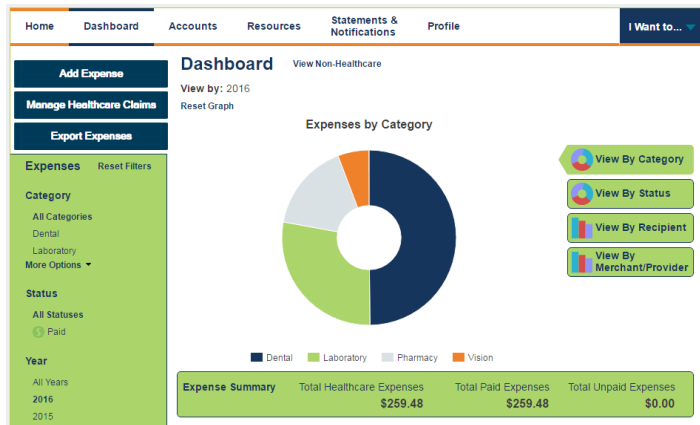 Home
Dashboard
Accounts
Resources
Statements &
Notifications
Profile
I Want to...
Add Expense
Manage Healthcare Claims
Export Expenses
Expenses
Reset Filters
Category
All Categories
Dental
Laboratory
More Options
Status
All Statuses
$ Paid
Year
All Years
2016
2015
Dashboard
View Non-Healthcare
View by: 2016
Reset Graph
Expenses by Category
View By Category
View By Status
View By Recipient
View By
Merchant/Provider
Dental
Laboratory
Pharmacy
Vision
Expense Summary
Total Healthcare Expenses
$259.48
Total Paid Expenses
$259.48
Total Unpaid Expenses
$0.00